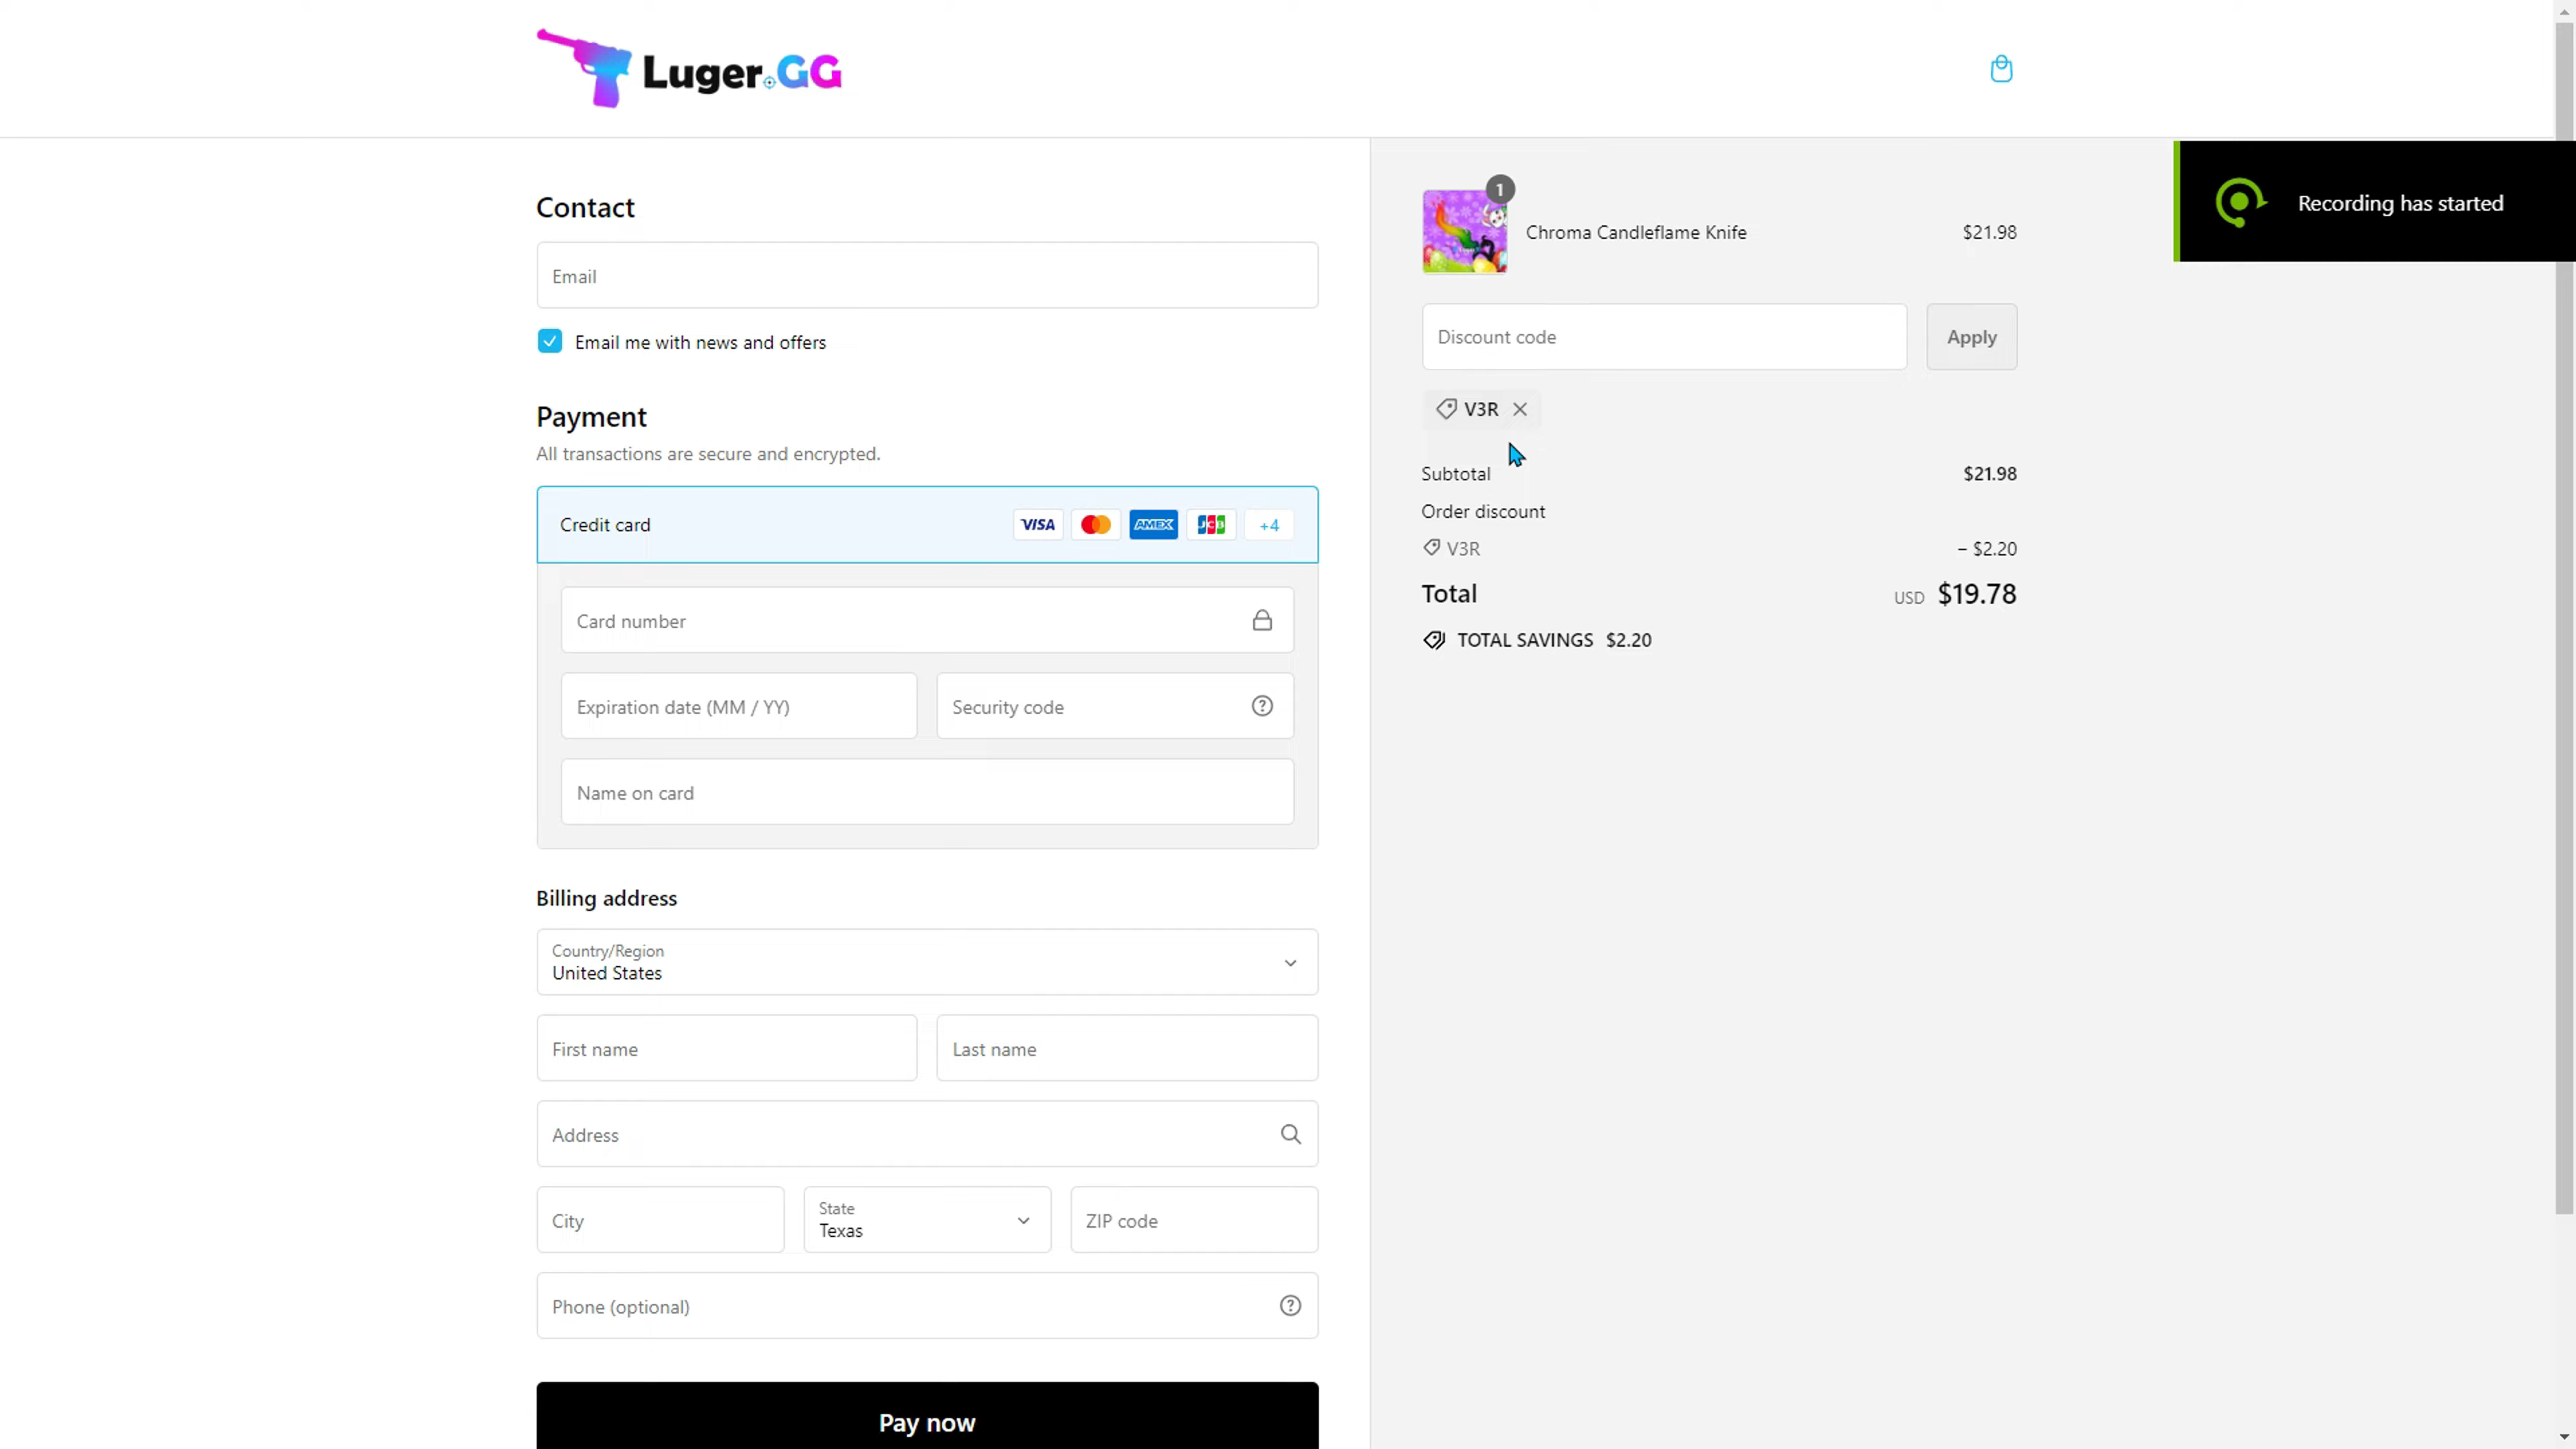 Luger.GG
Recording has started
Contact
Email
Email me with news and offers
Payment
All transactions are secure and encrypted.
Credit card
VISA
AMEX
JCB
+4
Card number
Expiration date (MM / YY)
Security code
?
Name on card
Billing address
Country/Region
United States
First name
Last name
Address
City
State
Texas
ZIP code
Phone (optional)
?
Pay now
1
Chroma Candleflame Knife
$21.98
Discount code
Apply
V3R
Subtotal
$21.98
Order discount
V3R
– $2.20
Total
USD $19.78
TOTAL SAVINGS $2.20